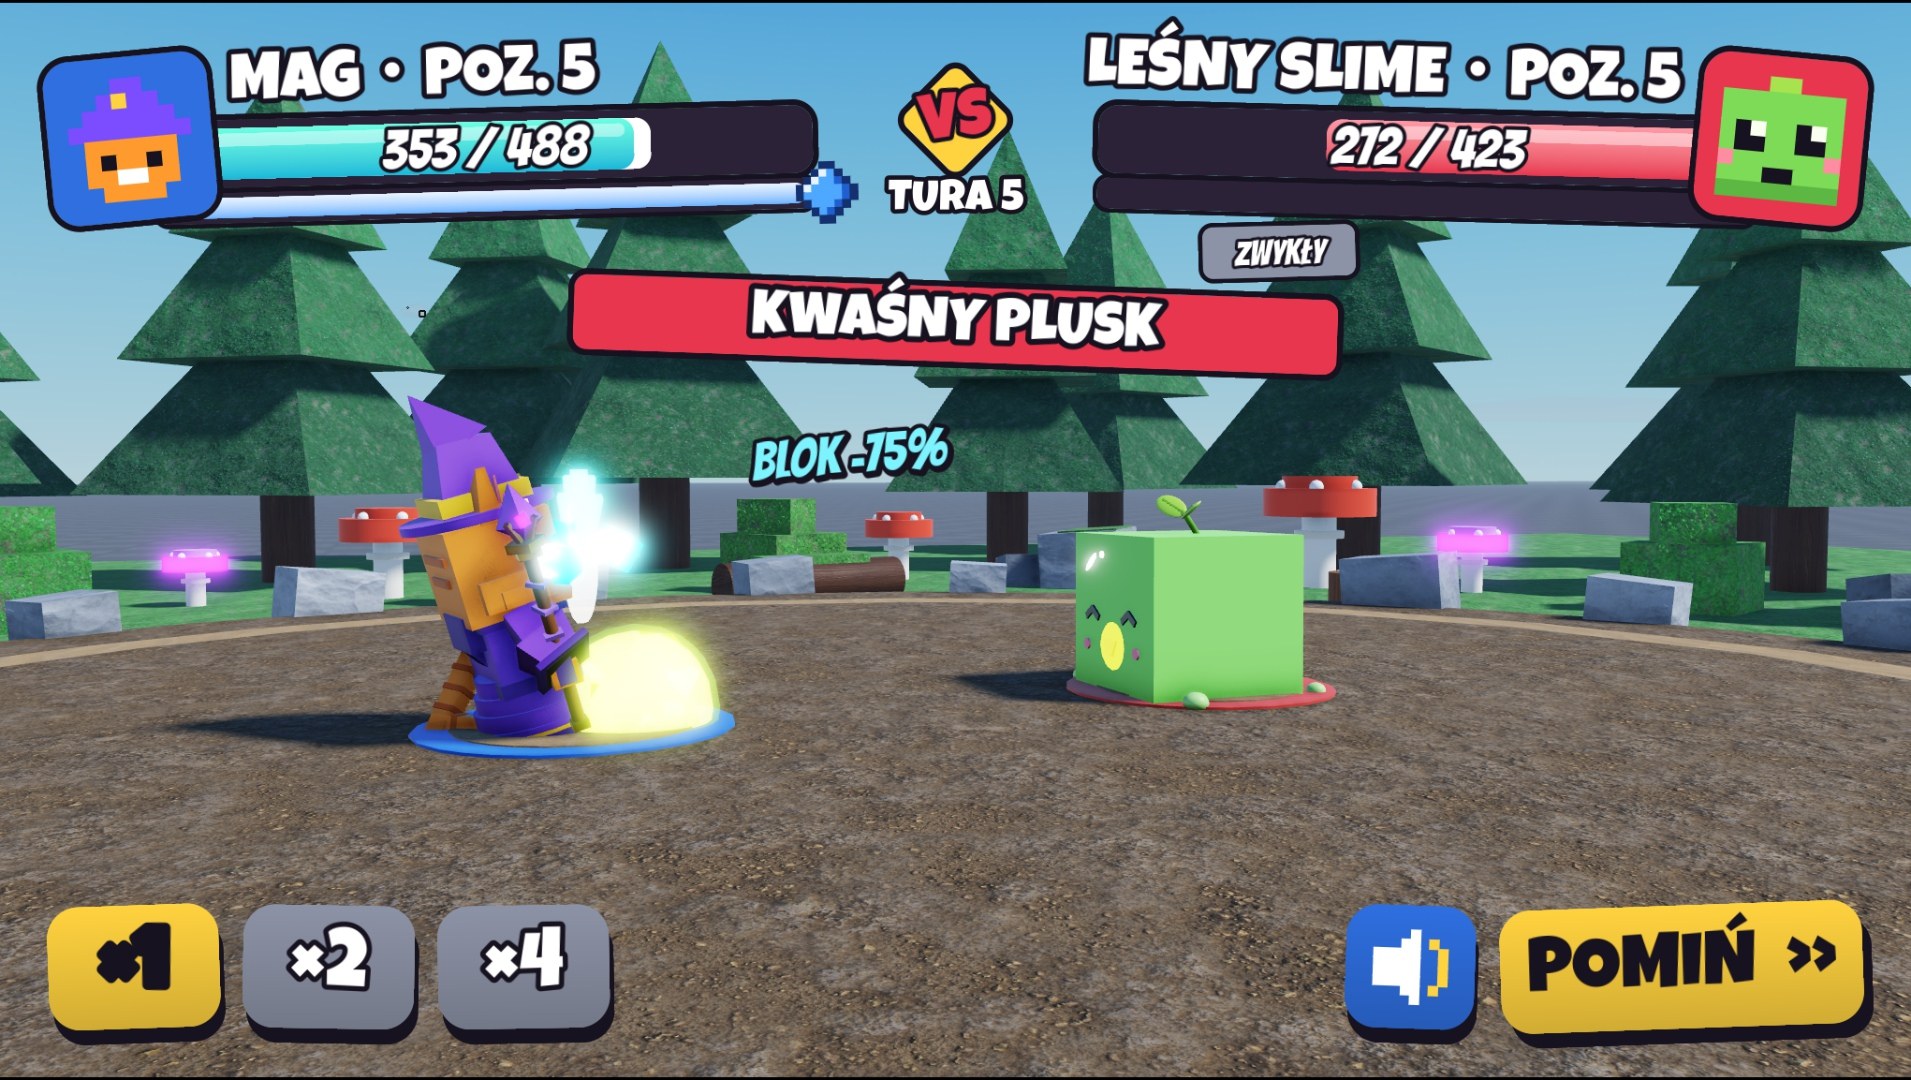 MAG • POZ. 5
353 / 488
VS
TURA 5
LEŚNY SLIME • POZ. 5
272 / 423
ZWYKŁY
KWAŚNY PLUSK
BLOK -75%
×1
×2
×4
POMIŃ »